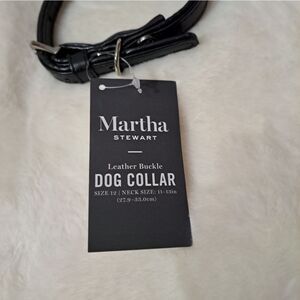 Martha
STEWART
Leather Buckle
DOG COLLAR
SIZE 12 | NECK SIZE: 11-13in
(27.9-33.0cm)